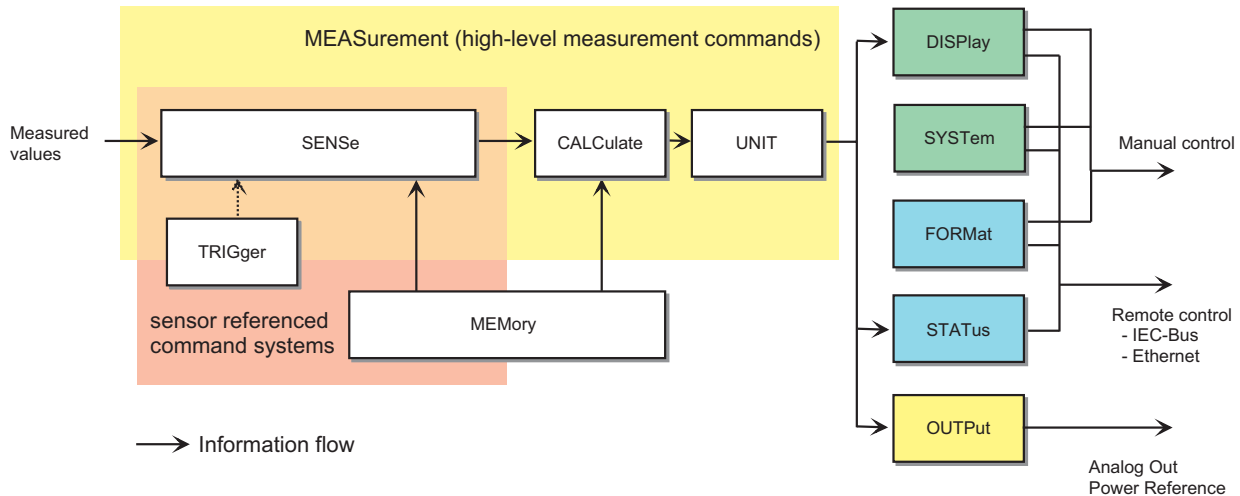 MEASurement (high-level measurement commands)
Measured
values
SENSe
CALCulate
UNIT
TRIGger
MEMory
sensor referenced
command systems
Information flow
DISPlay
SYSTem
FORMat
STATus
OUTPut
Manual control
Remote control
- IEC-Bus
- Ethernet
Analog Out
Power Reference